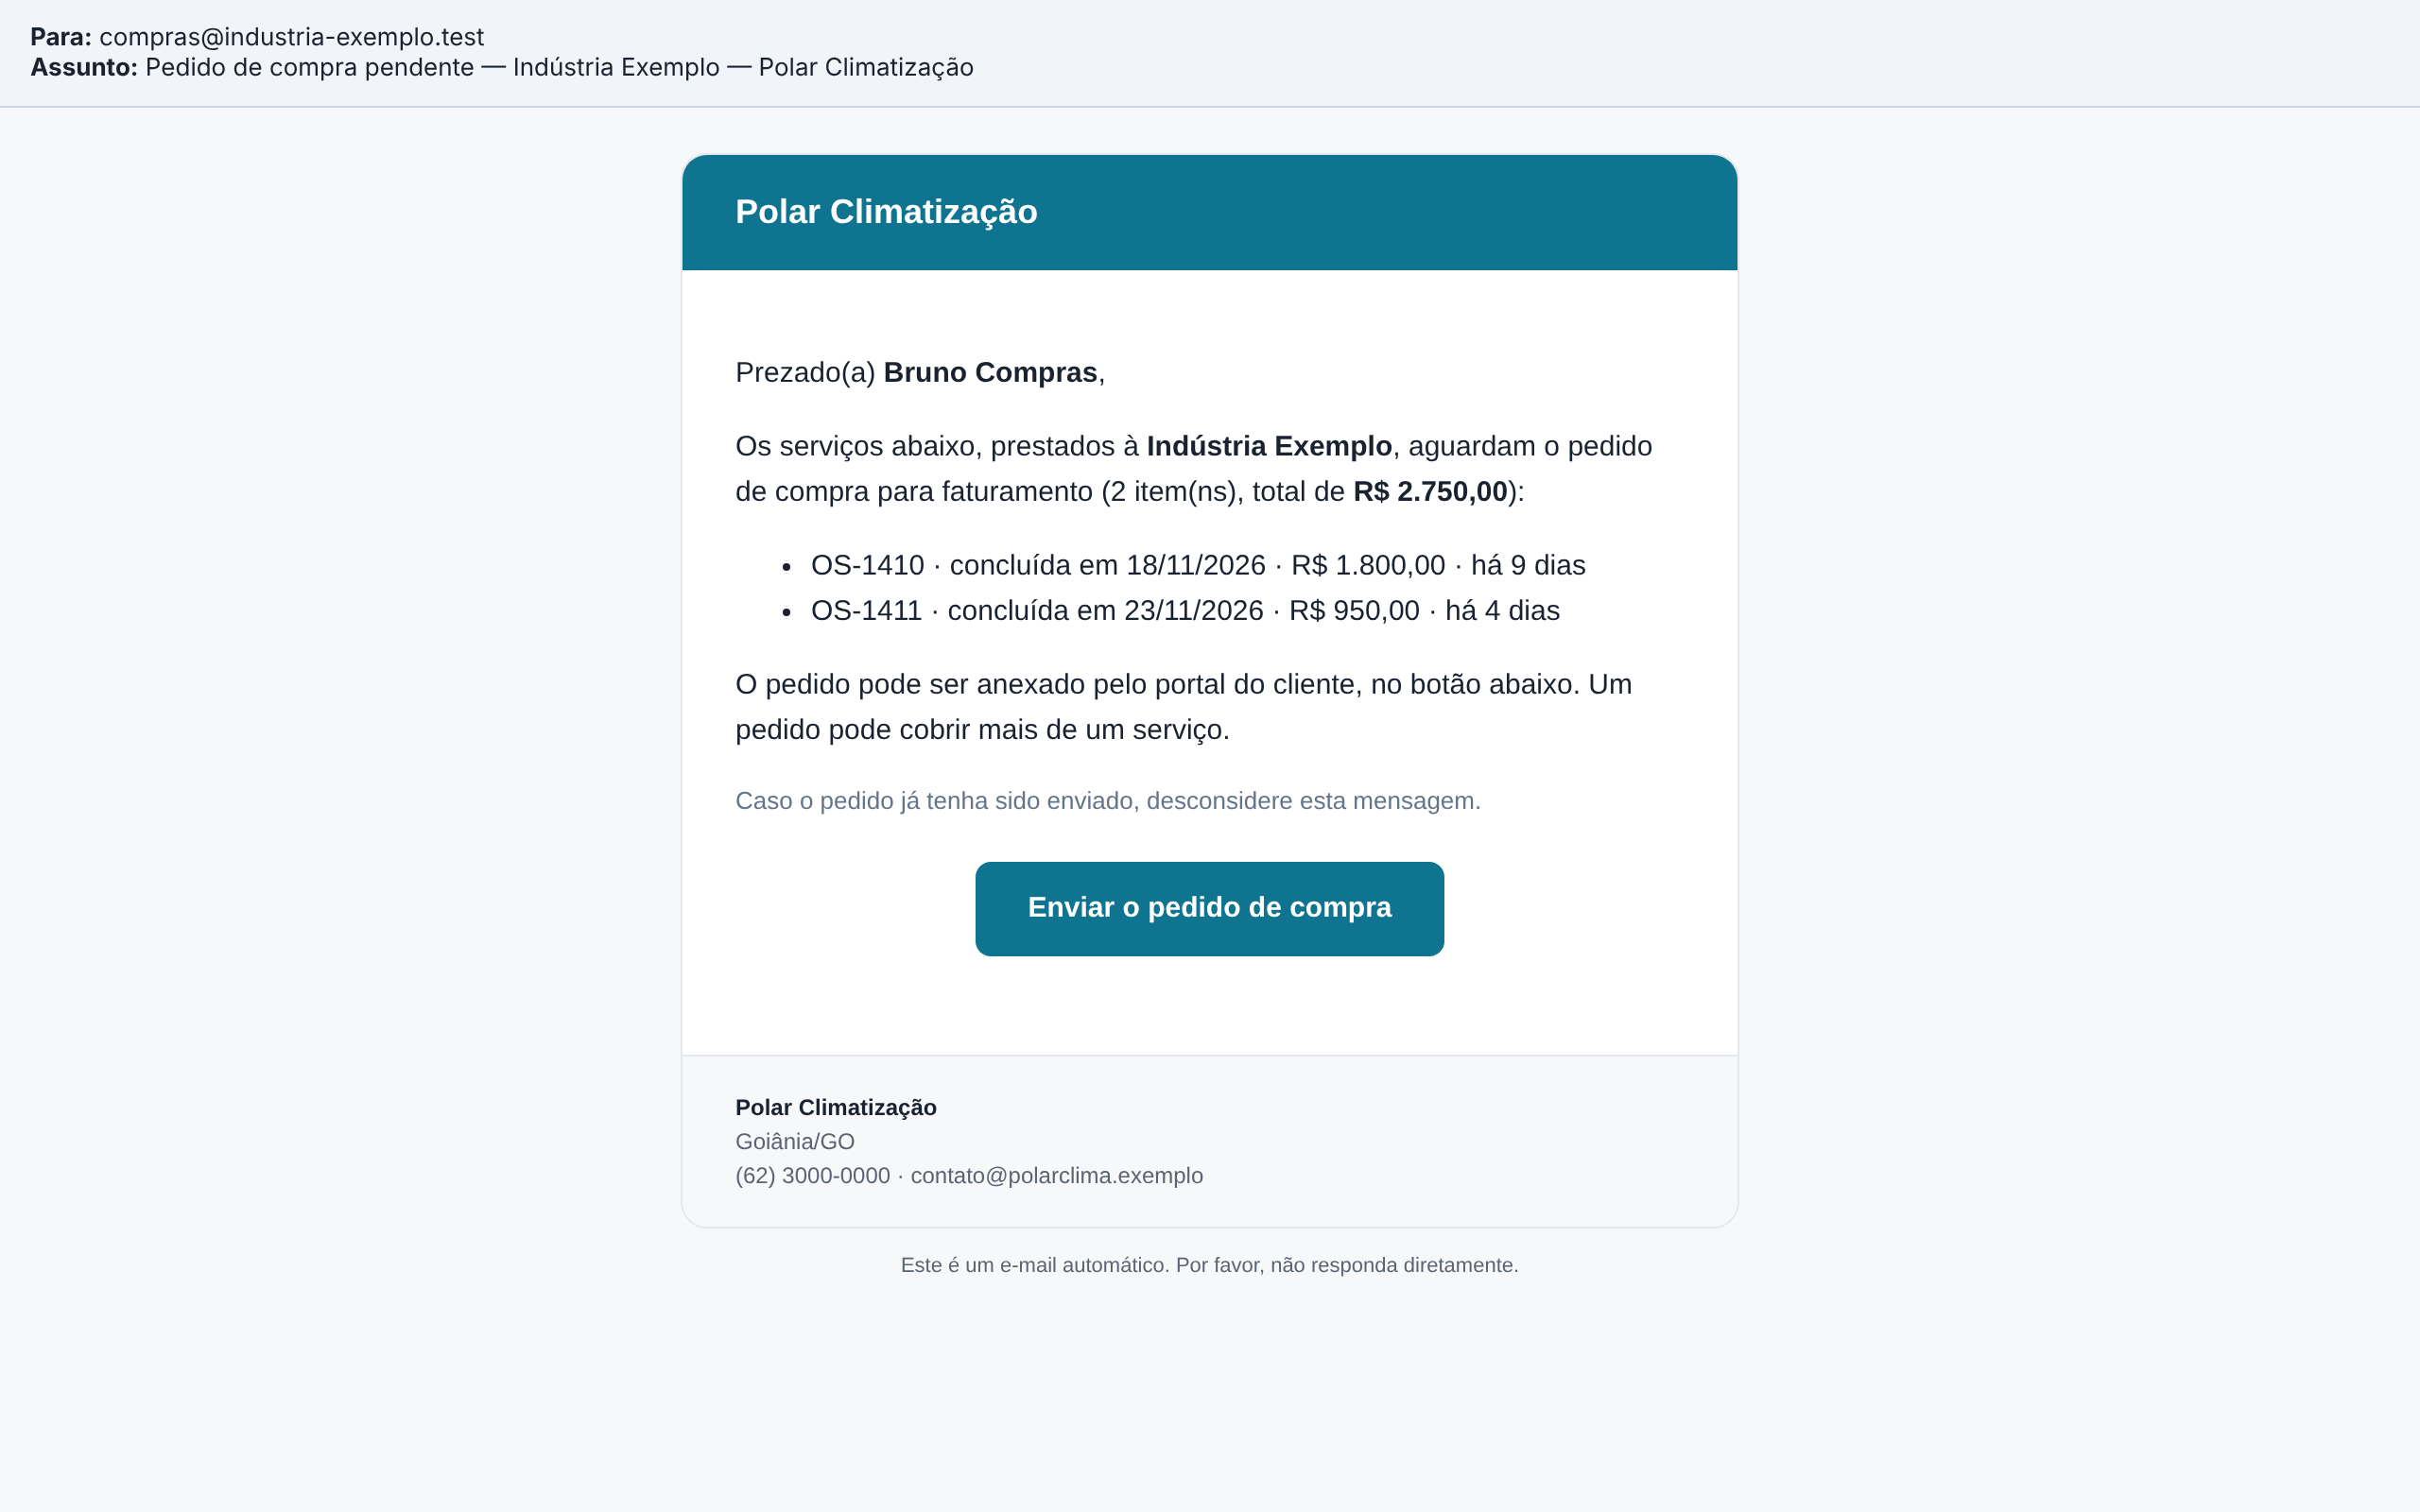 Para: compras@industria-exemplo.test
Assunto: Pedido de compra pendente — Indústria Exemplo — Polar Climatização
Polar Climatização
Prezado(a) Bruno Compras,
Os serviços abaixo, prestados à Indústria Exemplo, aguardam o pedido
de compra para faturamento (2 item(ns), total de R$ 2.750,00):
• OS-1410 · concluída em 18/11/2026 · R$ 1.800,00 · há 9 dias
• OS-1411 · concluída em 23/11/2026 · R$ 950,00 · há 4 dias
O pedido pode ser anexado pelo portal do cliente, no botão abaixo. Um
pedido pode cobrir mais de um serviço.
Caso o pedido já tenha sido enviado, desconsidere esta mensagem.
Enviar o pedido de compra
Polar Climatização
Goiânia/GO
(62) 3000-0000 · contato@polarclima.exemplo
Este é um e-mail automático. Por favor, não responda diretamente.